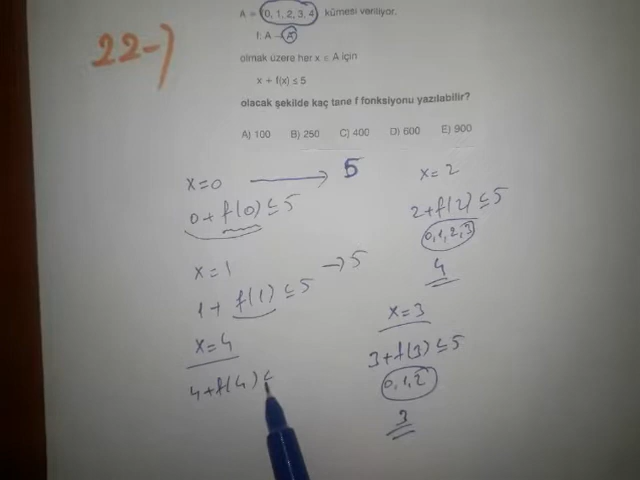 22-)
A = {0, 1, 2, 3, 4} kümesi veriliyor.
f: A → A
olmak üzere her x ∈ A için
x + f(x) ≤ 5
olacak şekilde kaç tane f fonksiyonu yazılabilir?
A) 100 B) 250 C) 400 D) 600 E) 900
x=0 → 5
0+f(0)≤5
x=1
1+f(1)≤5 → 5
x=4
4+f(4)≤
x=2
2+f(2)≤5
0,1,2,3
4
x=3
3+f(3)≤5
0,1,2
3